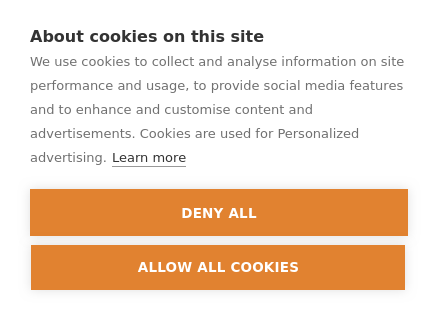 About cookies on this site
We use cookies to collect and analyse information on site
performance and usage, to provide social media features
and to enhance and customise content and
advertisements. Cookies are used for Personalized
advertising. Learn more
DENY ALL
ALLOW ALL COOKIES